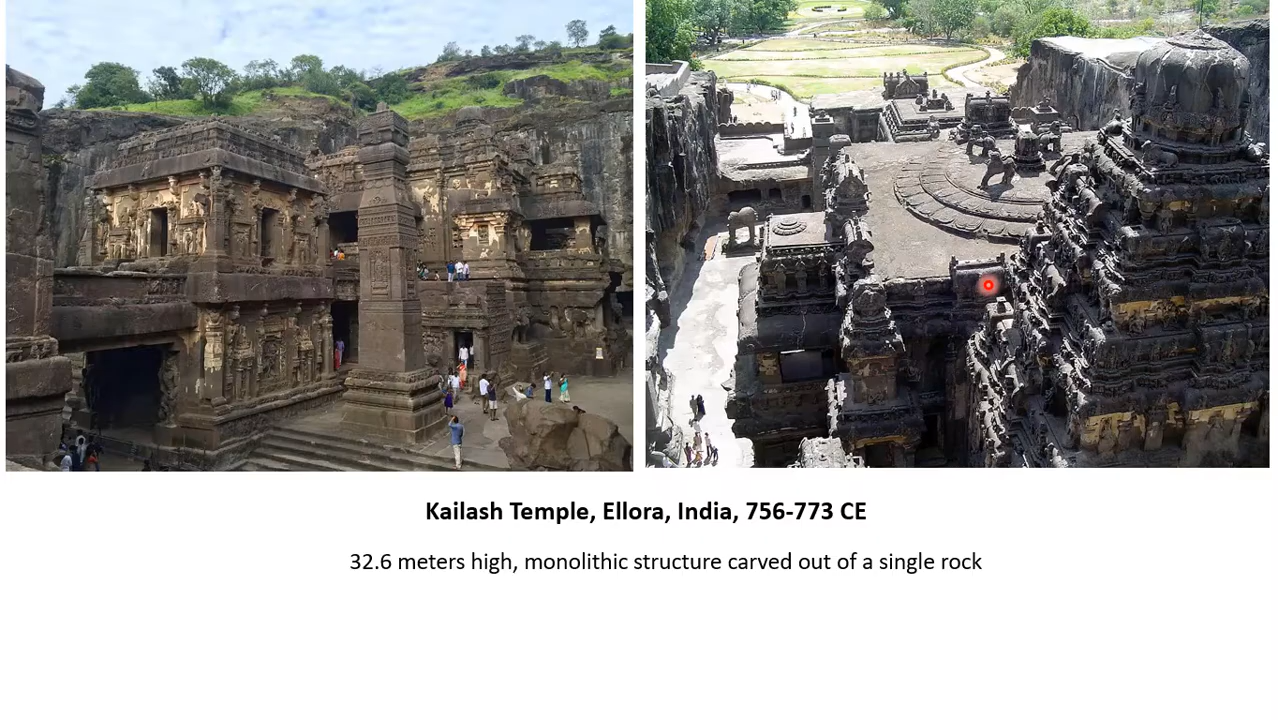 Kailash Temple, Ellora, India, 756-773 CE
32.6 meters high, monolithic structure carved out of a single rock